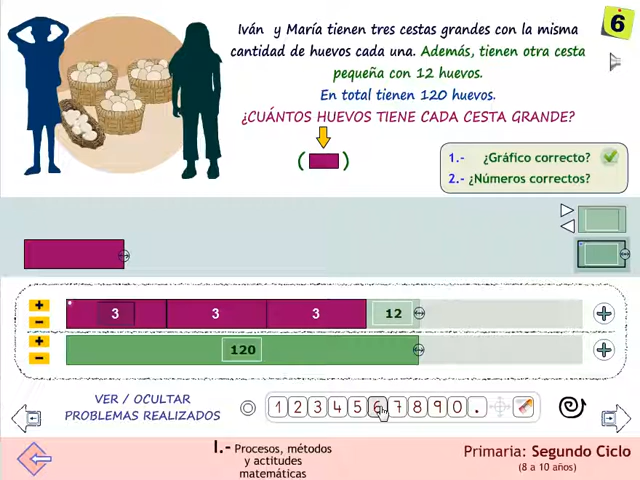 Iván y María tienen tres cestas grandes con la misma
cantidad de huevos cada una. Además, tienen otra cesta
pequeña con 12 huevos.
En total tienen 120 huevos.
¿CUÁNTOS HUEVOS TIENE CADA CESTA GRANDE?
6
( )
1.- ¿Gráfico correcto?
2.- ¿Números correctos?
+
-
3 3 3 12
+
+
-
120
+
VER / OCULTAR
PROBLEMAS REALIZADOS
1 2 3 4 5 6 7 8 9 0 .
I.- Procesos, métodos
y actitudes
matemáticas
Primaria: Segundo Ciclo
(8 a 10 años)